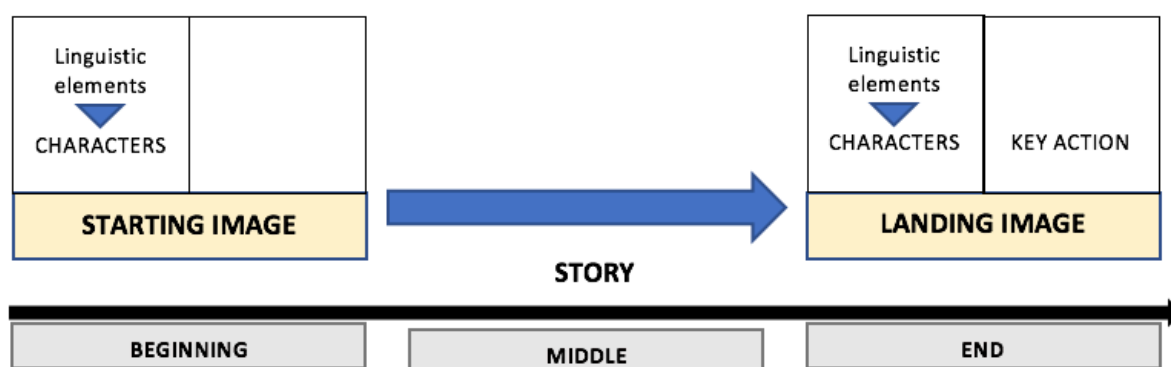 Linguistic
elements
CHARACTERS
STARTING IMAGE
Linguistic
elements
CHARACTERS
KEY ACTION
LANDING IMAGE
STORY
BEGINNING
MIDDLE
END